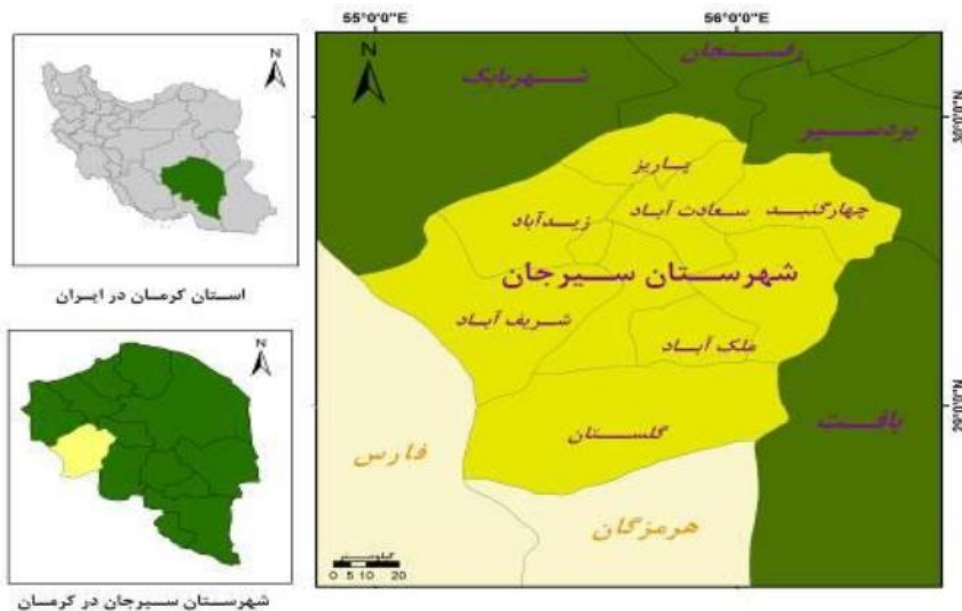 N
استان کرمان در ایران
N
شهرستان سیرجان در کرمان
55°0'0"E
56°0'0"E
N
رفسنجان
شهربابک
بردسیر
30°0'0"N
پاریز
چهارگنبد
سعادت آباد
زیدآباد
شهرستان سیرجان
شریف آباد
ملک آباد
29°0'0"N
بافت
گلستان
فارس
هرمزگان
کیلومتر
0 5 10 20